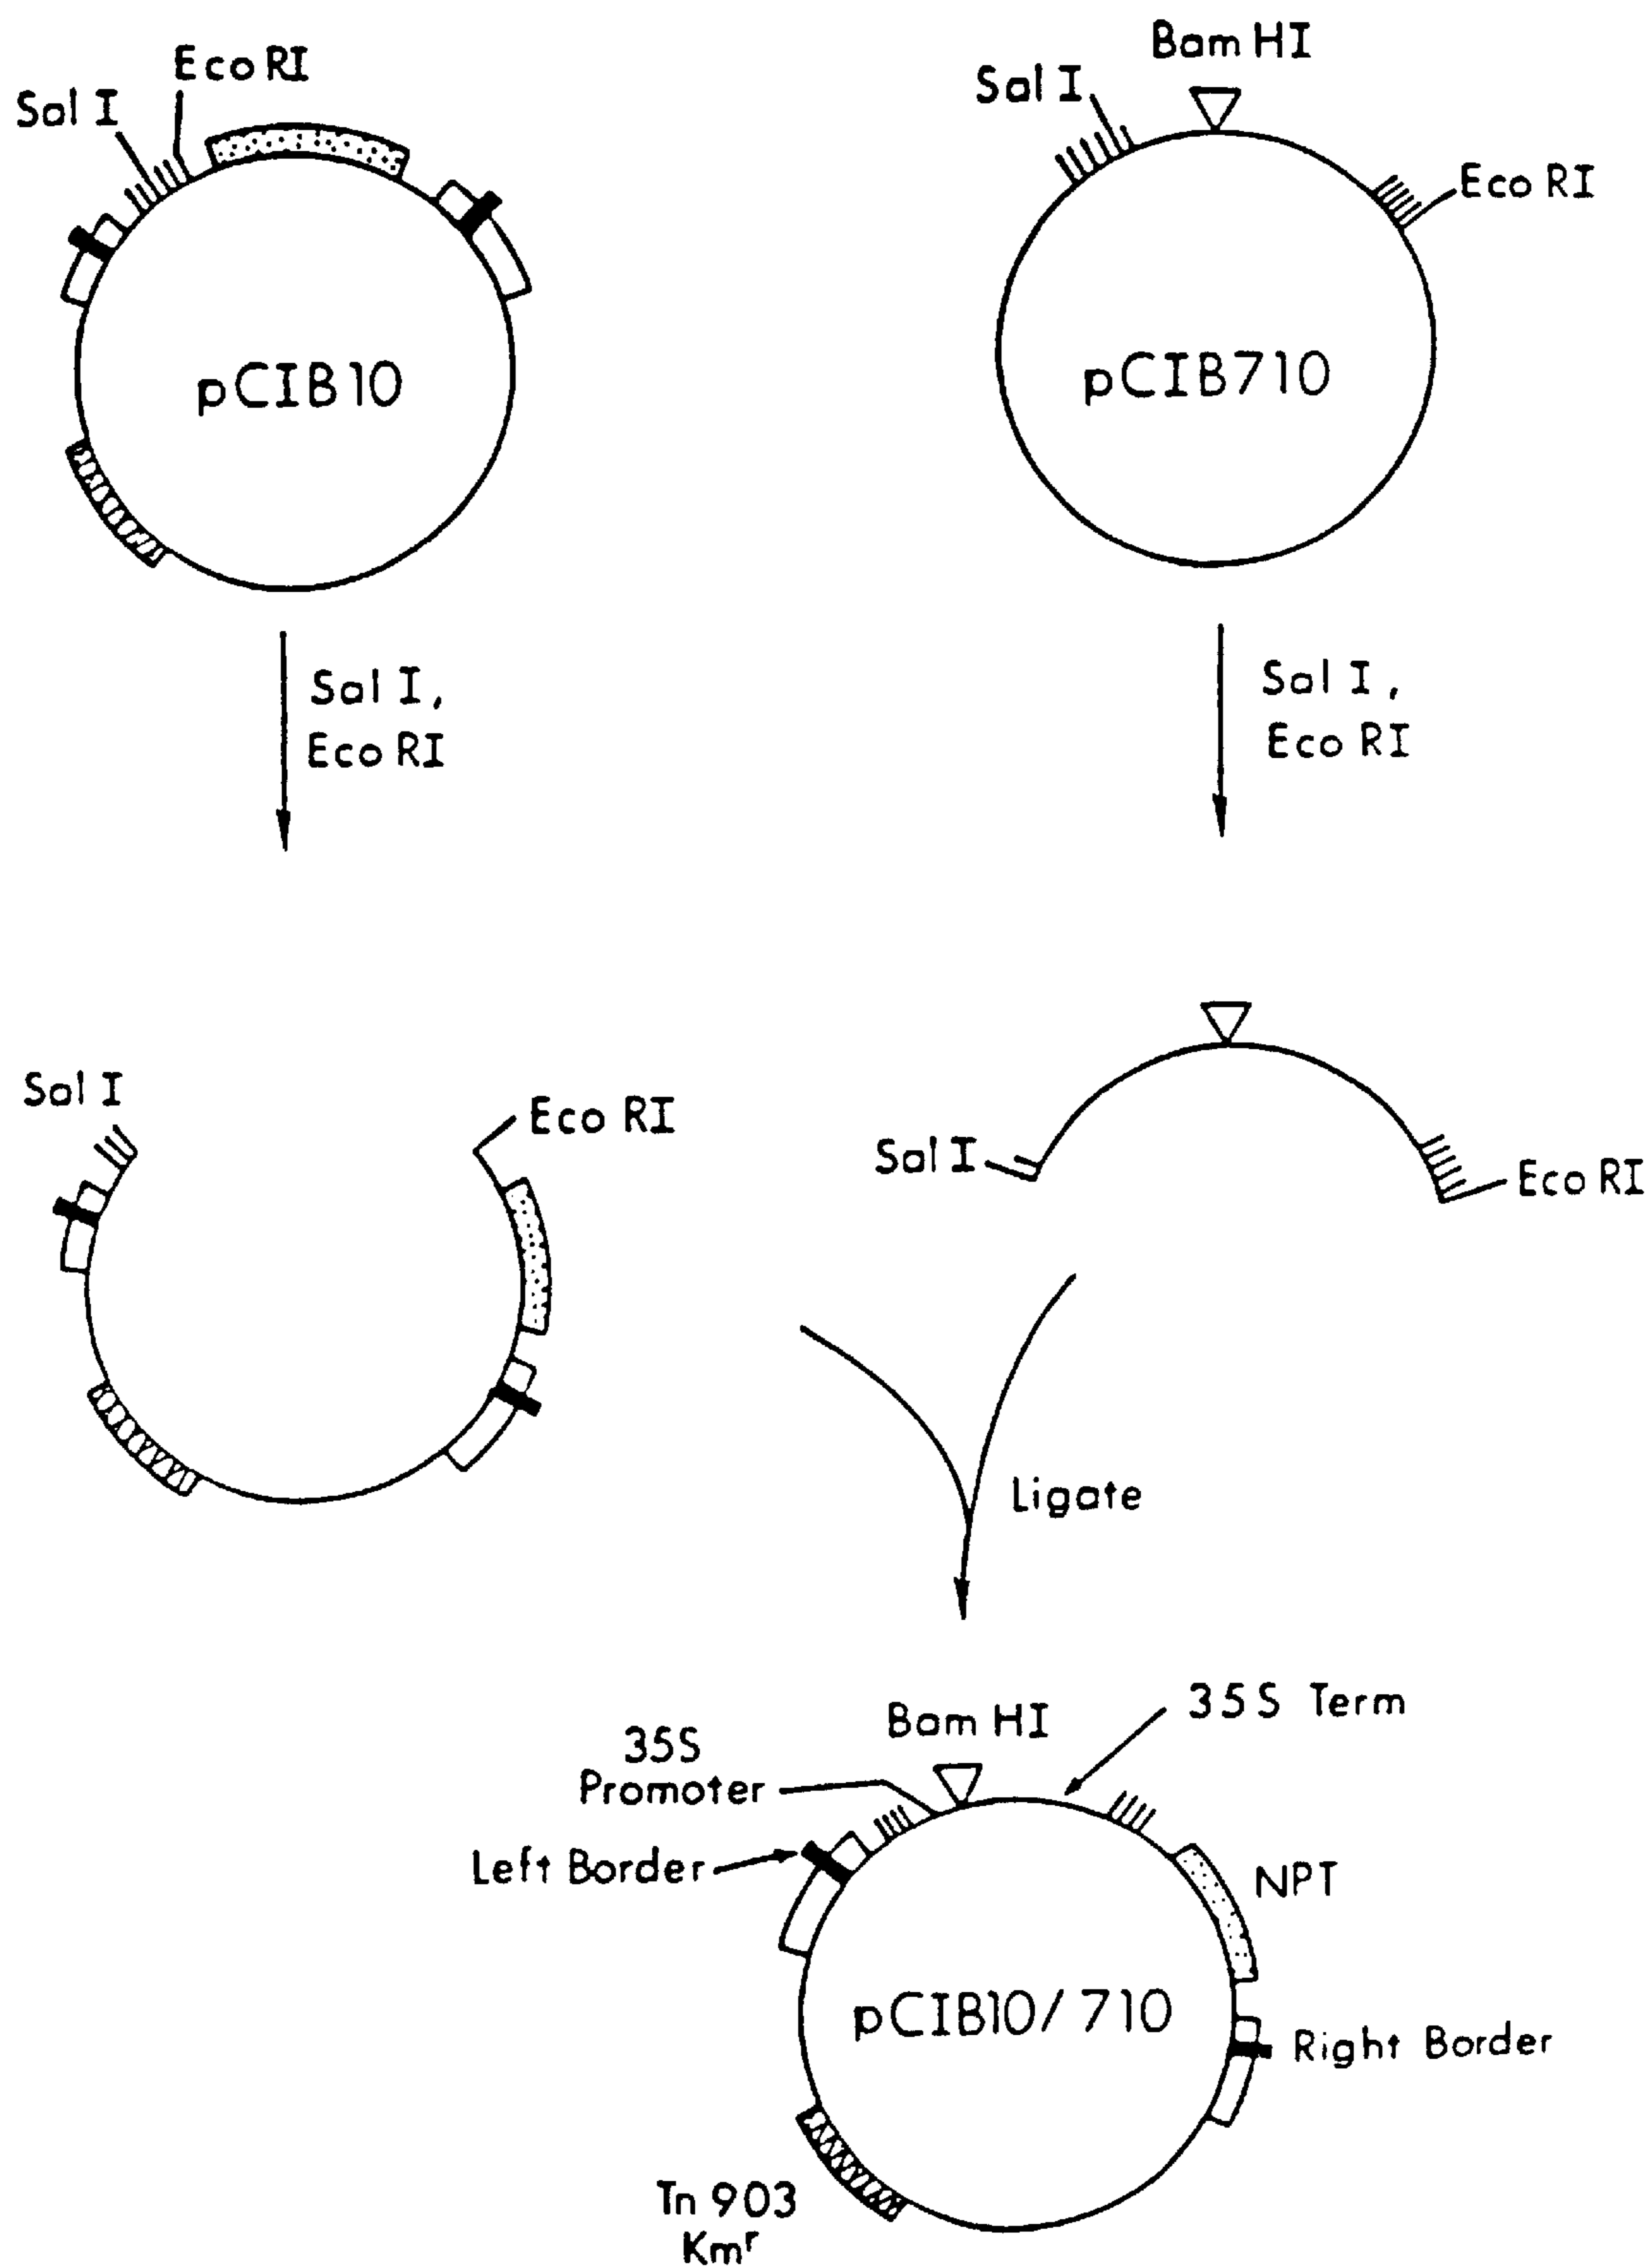 Eco RI
Sal I
pCIB10
Bam HI
Sal I
Eco RI
pCIB710
Sal I,
Eco RI
Sal I,
Eco RI
Sal I
Eco RI
Sal I
Eco RI
Ligate
35S Term
Bam HI
35S
Promoter
Left Border
NPT
pCIB10/710
Right Border
Tn 903
Kmʳ